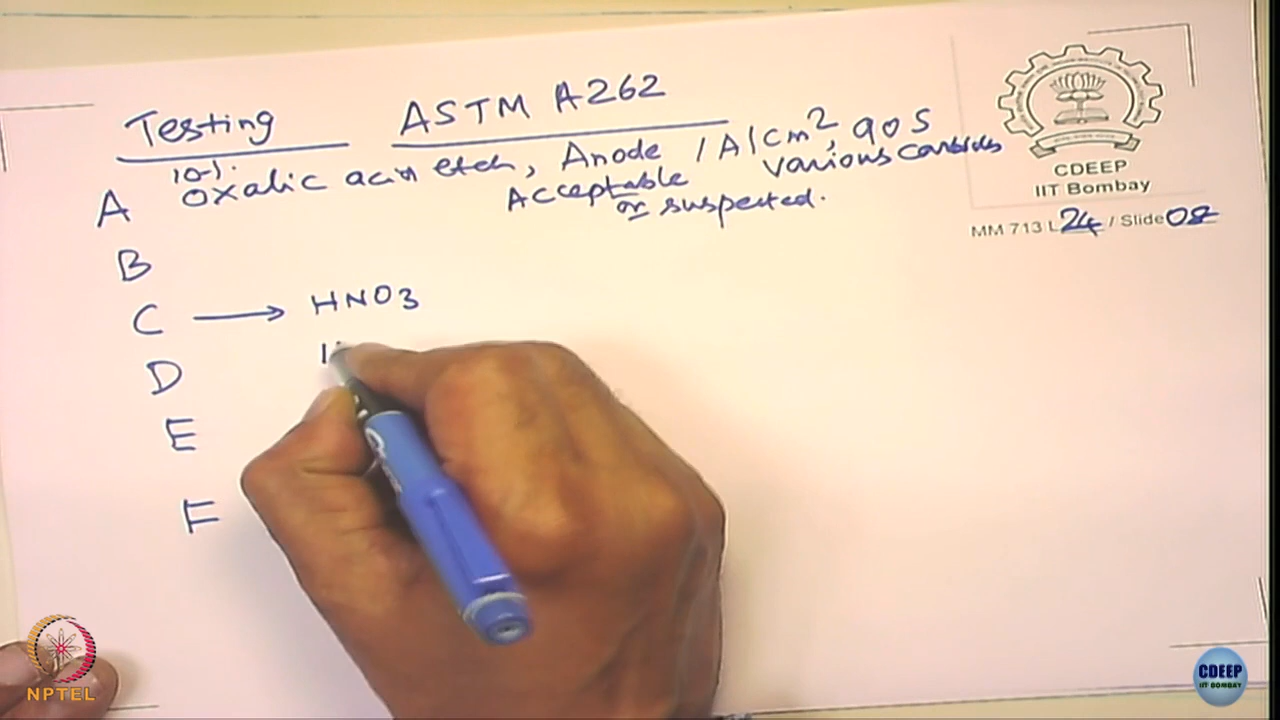 Testing ASTM A262
A 10%. Oxalic acid etch, Anode 1A/cm2, 90S
Acceptable various carbides
or suspected.
B
C → HNO3
D
E
F
CDEEP
IIT Bombay
MM 713 L 24 / Slide 08
NPTEL
CDEEP
IIT BOMBAY